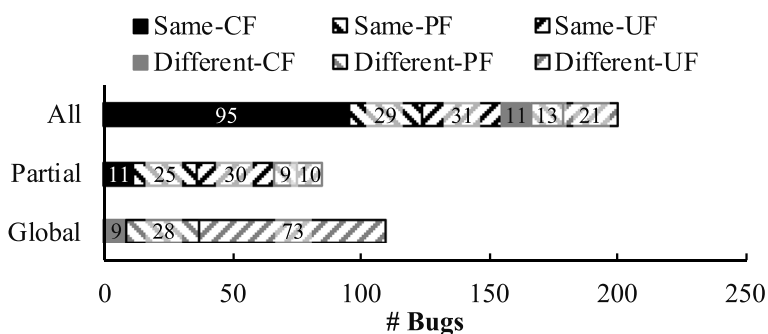 Same-CF Same-PF Same-UF
Different-CF Different-PF Different-UF
All 95 29 31 11 13 21
Partial 11 25 30 9 10
Global 9 28 73
0 50 100 150 200 250
# Bugs